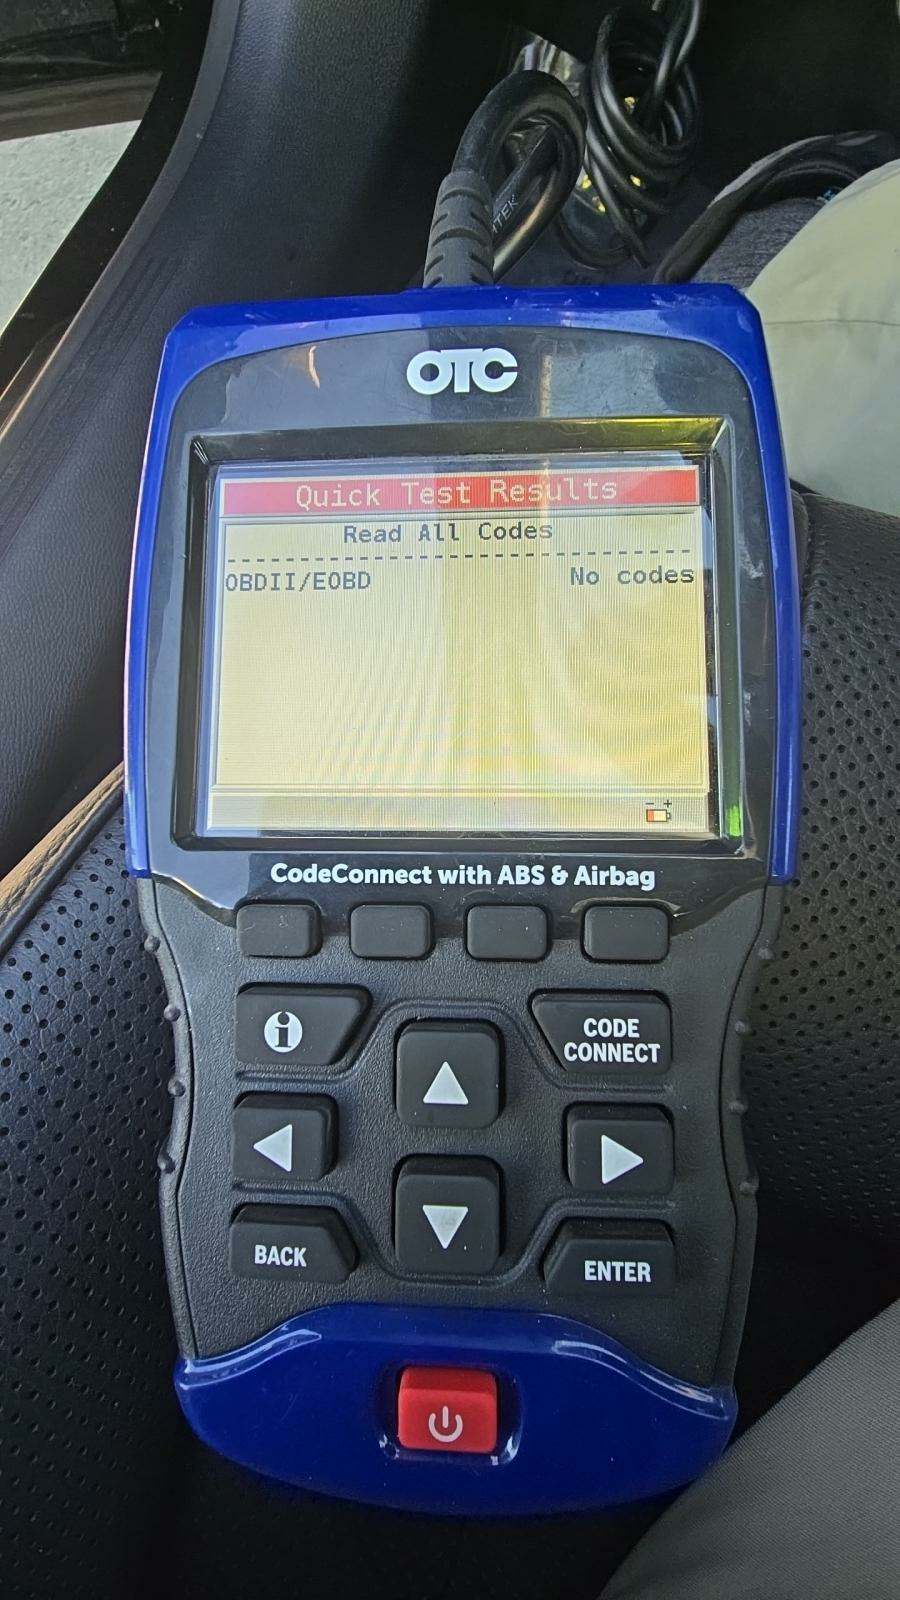 OTC
Quick Test Results
Read All Codes
--------------------------------
OBDII/EOBD No codes
- +
CodeConnect with ABS & Airbag
i
CODE
CONNECT
BACK
ENTER